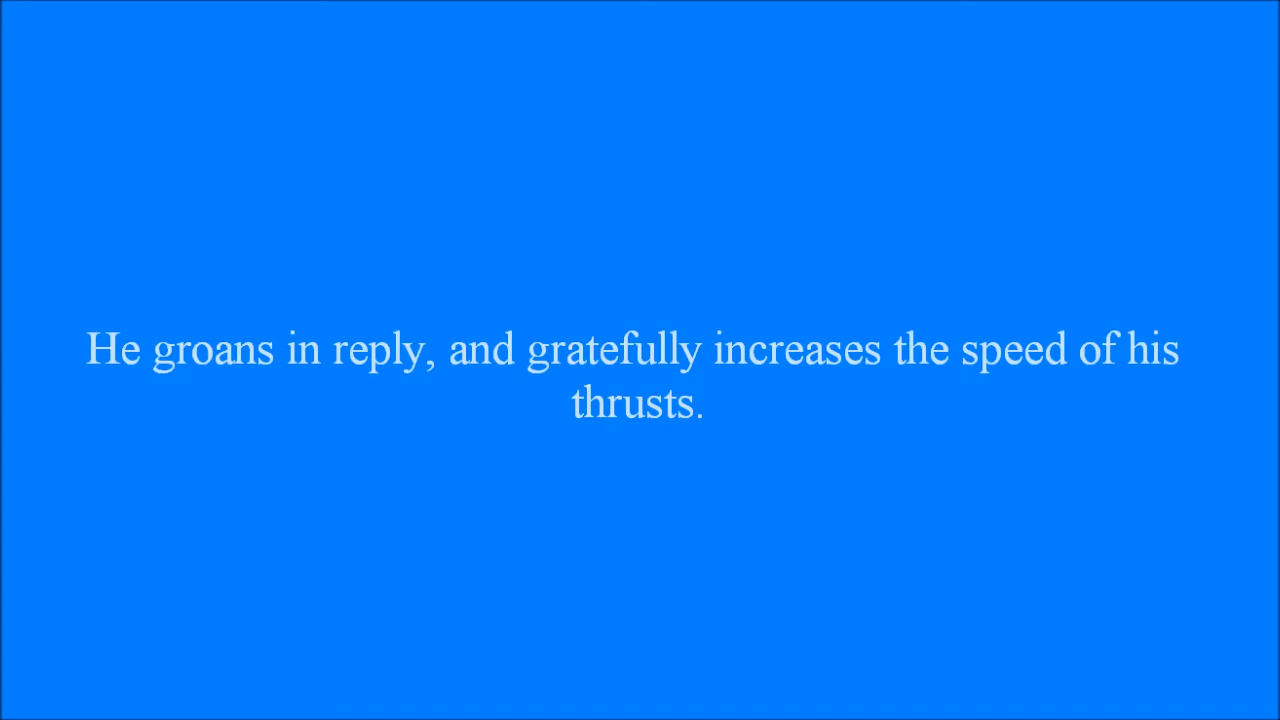 He groans in reply, and gratefully increases the speed of his
thrusts.